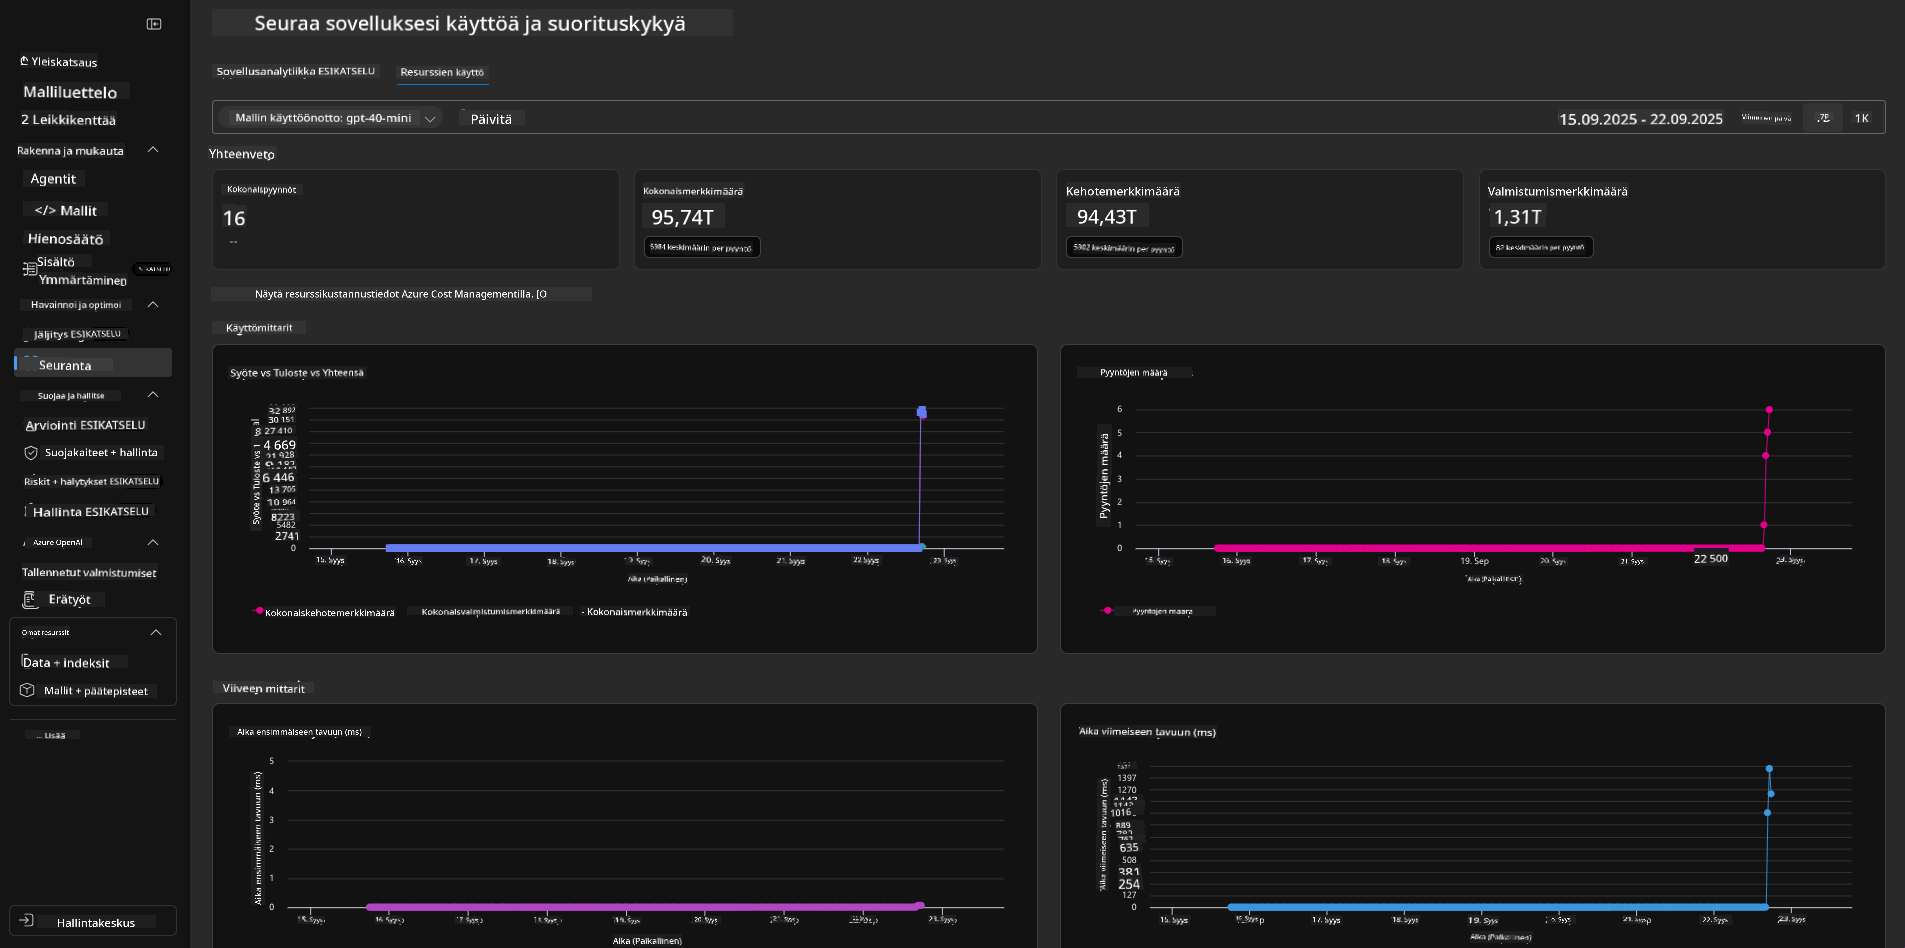 Seuraa sovelluksesi käyttöä ja suorituskykyä
Yleiskatsaus
Malliluettelo
2 Leikkikenttää
Rakenna ja mukauta
Agentit
</> Mallit
Hienosäätö
Sisältö
Ymmärtäminen
Havainnoi ja optimoi
Jäljitys ESIKATSELU
Seuranta
Suojaa ja hallitse
Arviointi ESIKATSELU
Suojakaiteet + hallinta
Riskit + hälytykset ESIKATSELU
Hallinta ESIKATSELU
Azure OpenAI
Tallennetut valmistumiset
Erätyöt
Omat resurssit
Data + indeksit
Mallit + päätepisteet
... Lisää
Hallintakeskus
Sovellusanalytiikka ESIKATSELU
Resurssien käyttö
Mallin käyttöönotto: gpt-40-mini
Päivitä
15.09.2025 - 22.09.2025
1K
Yhteenveto
Kokonaispyynnöt
16
--
Kokonaismerkkimäärä
95,74T
5984 keskimäärin per pyyntö
Kehotemerkkimäärä
94,43T
5902 keskimäärin per pyyntö
Valmistumismerkkimäärä
1,31T
82 keskimäärin per pyyntö
Näytä resurssikustannustiedot Azure Cost Managementilla. [O
Käyttömittarit
Syöte vs Tuloste vs Yhteensä
32 892
30 151
27 410
4 669
21 928
6 446
13 705
10 964
8223
5482
2741
0
15. Syys
16. Syys
17. Syys
18. Syys
19. Syys
20. Syys
21. Syys
22. Syys
23. Syys
Aika (Paikallinen)
Kokonaiskehotemerkkimäärä
Kokonaisvalmistumismerkkimäärä
- Kokonaismerkkimäärä
Pyyntöjen määrä
Pyyntöjen määrä
6
5
4
3
2
1
0
16. Syys
17. Syys
18. Syys
19. Sep
20. Syys
21. Syys
22 500
23. Syys
Aika (Paikallinen)
Pyyntöjen määrä
Viiveen mittarit
Aika ensimmäiseen tavuun (ms)
Aika ensimmäiseen tavuun (ms)
5
4
3
2
1
0
15. Syys
16. Syys
17. Syys
18. Syys
19. Syys
20. Syys
21. Syys
23. Syys
Aika (Paikallinen)
Aika viimeiseen tavuun (ms)
Aika viimeiseen tavuun (ms)
1397
1270
1016
889
635
508
381
254
127
0
15. Syys
17. Syys
18. Syys
19. Syys
22. Syys
23. Syys
Aika (Paikallinen)